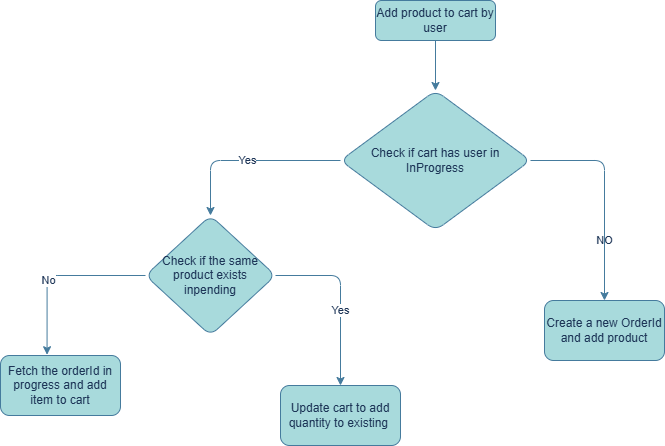 Add product to cart by
user
Check if cart has user in
InProgress
Yes
NO
Check if the same
product exists
inpending
No
Yes
Create a new OrderId
and add product
Fetch the orderId in
progress and add
item to cart
Update cart to add
quantity to existing